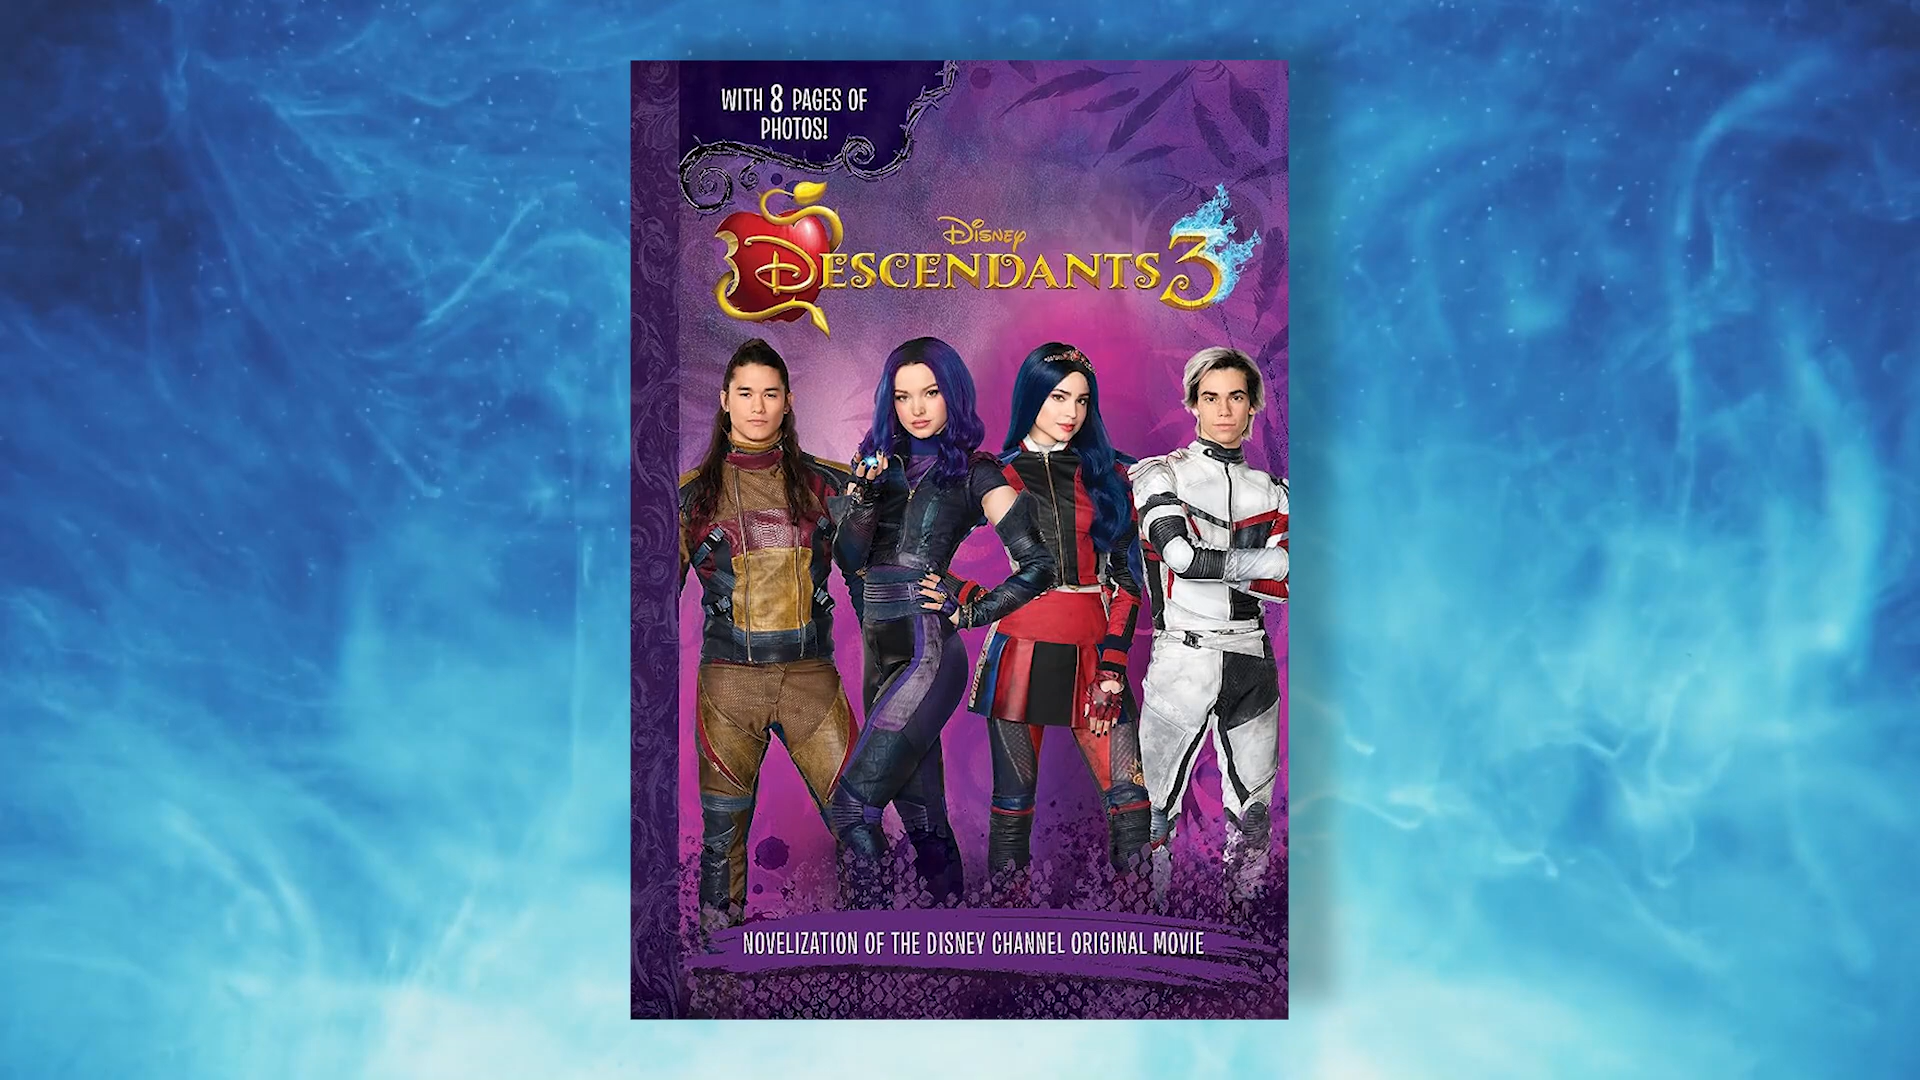 WITH 8 PAGES OF
PHOTOS!
Disney
DESCENDANTS 3
NOVELIZATION OF THE DISNEY CHANNEL ORIGINAL MOVIE